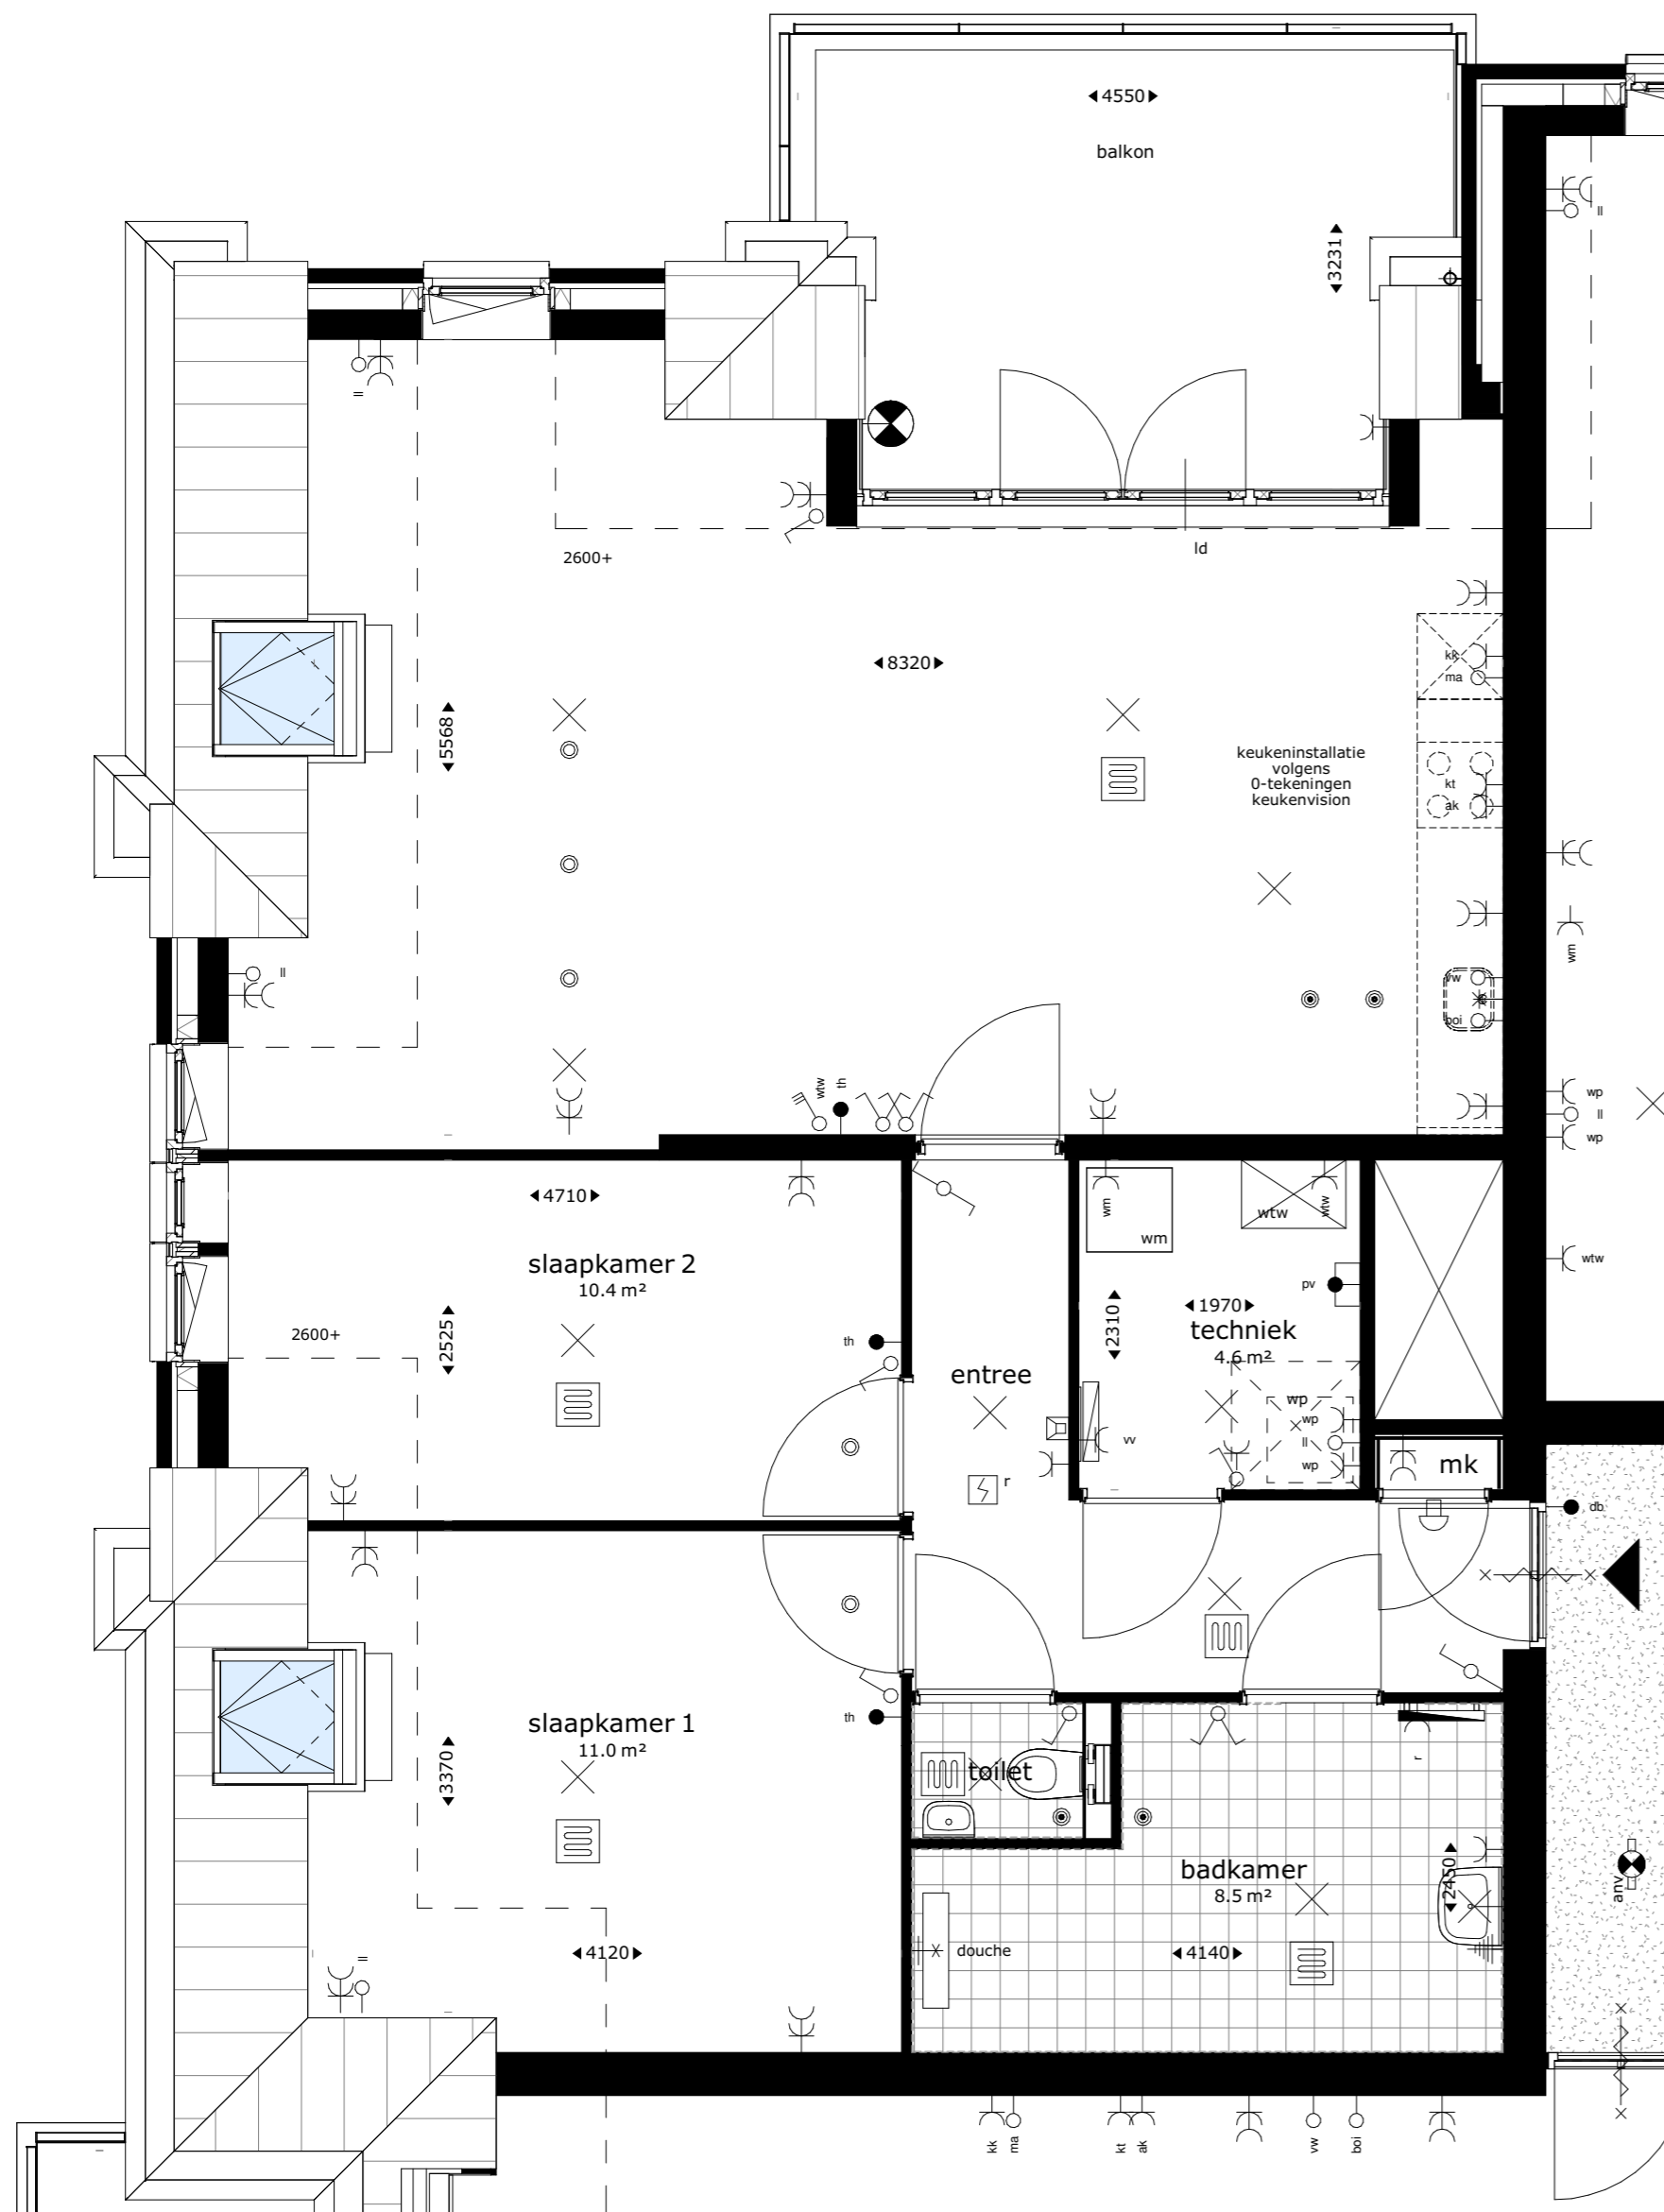 4550
balkon
3231
ll
ll
2600+
ld
8320
kk
ma
5568
keukeninstallatie
volgens
0-tekeningen
keukenvision
kt
ak
wm
ll
vw
boi
wtw
th
wp
ll
wp
4710
slaapkamer 2
10.4 m²
wm
wm
wtw
wtw
wtw
pv
2600+
2525
th
2310
1970
techniek
4.6 m²
entree
wp
wp
ll
wp
vv
mk
r
db
slaapkamer 1
11.0 m²
th
3370
toilet
r
badkamer
8.5 m²
2450
anv
ll
4120
douche
4140
kk
ma
kt
ak
vw
boi